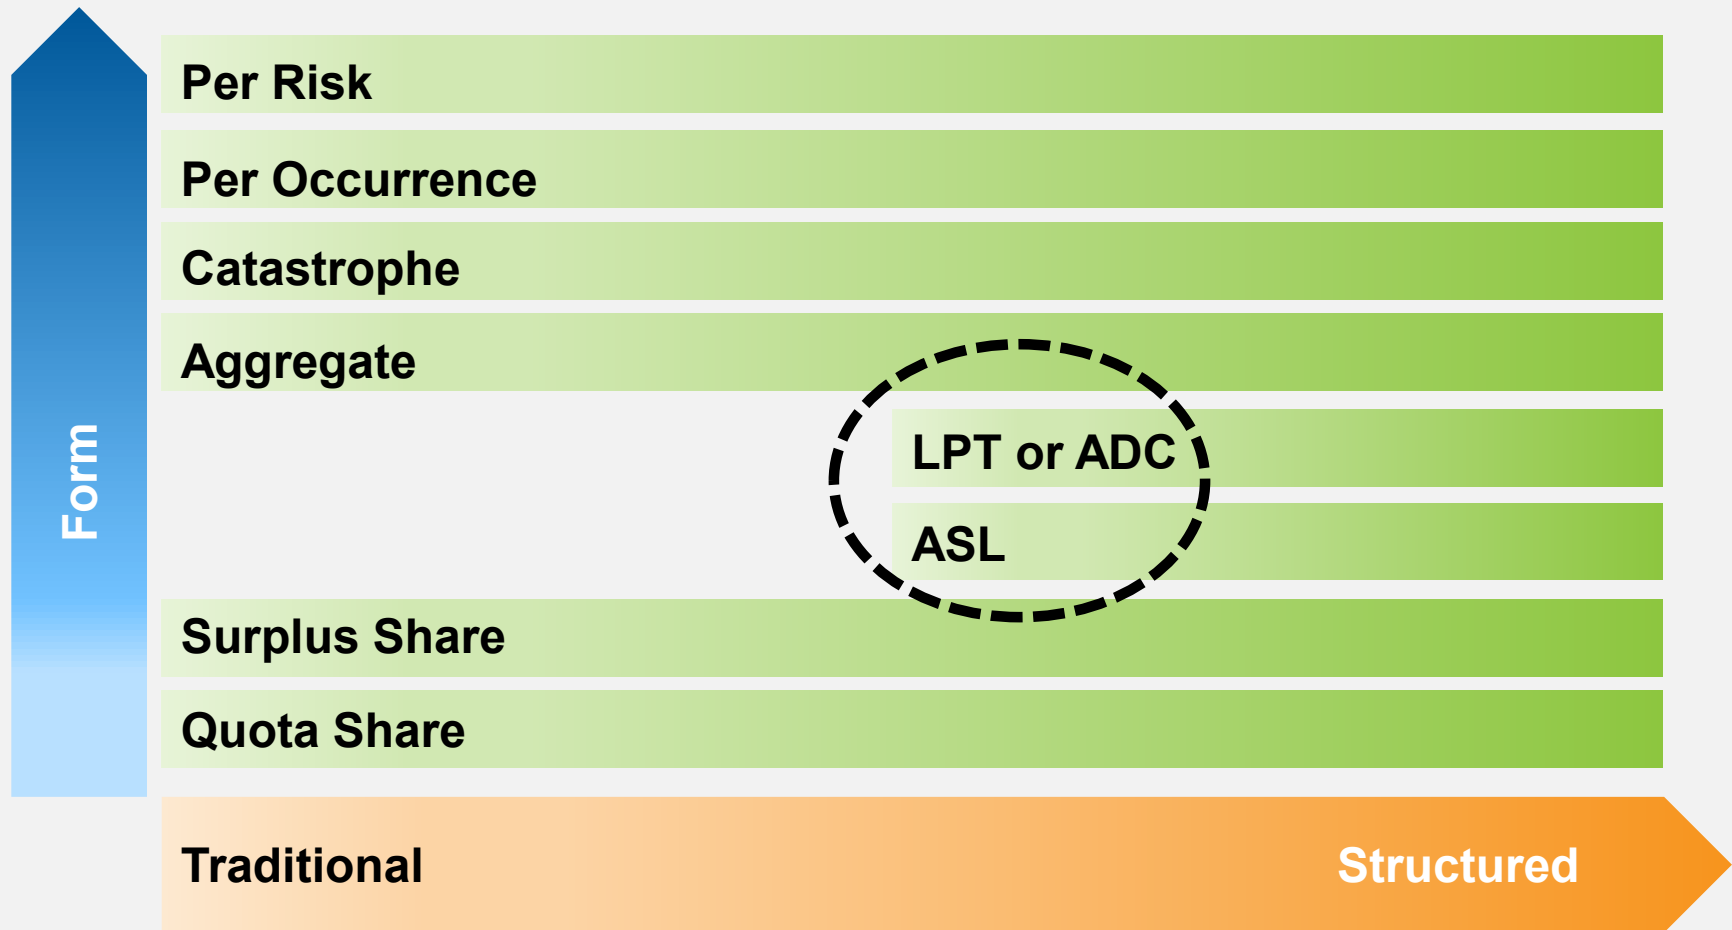 Per Risk
Per Occurrence
Catastrophe
Aggregate
LPT or ADC
ASL
Surplus Share
Quota Share
Form
Traditional
Structured